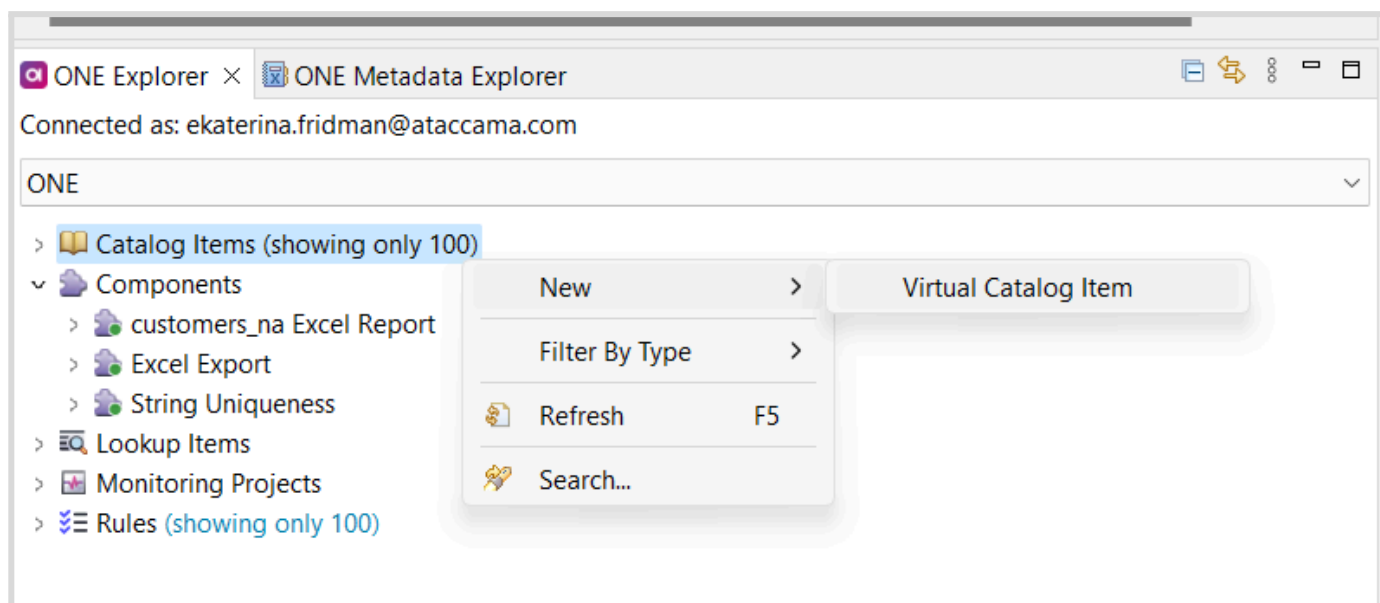 ONE Explorer ONE Metadata Explorer
Connected as: ekaterina.fridman@ataccama.com
ONE
Catalog Items (showing only 100)
Components
customers_na Excel Report
Excel Export
String Uniqueness
Lookup Items
Monitoring Projects
Rules (showing only 100)
New
Filter By Type
Refresh F5
Search...
Virtual Catalog Item